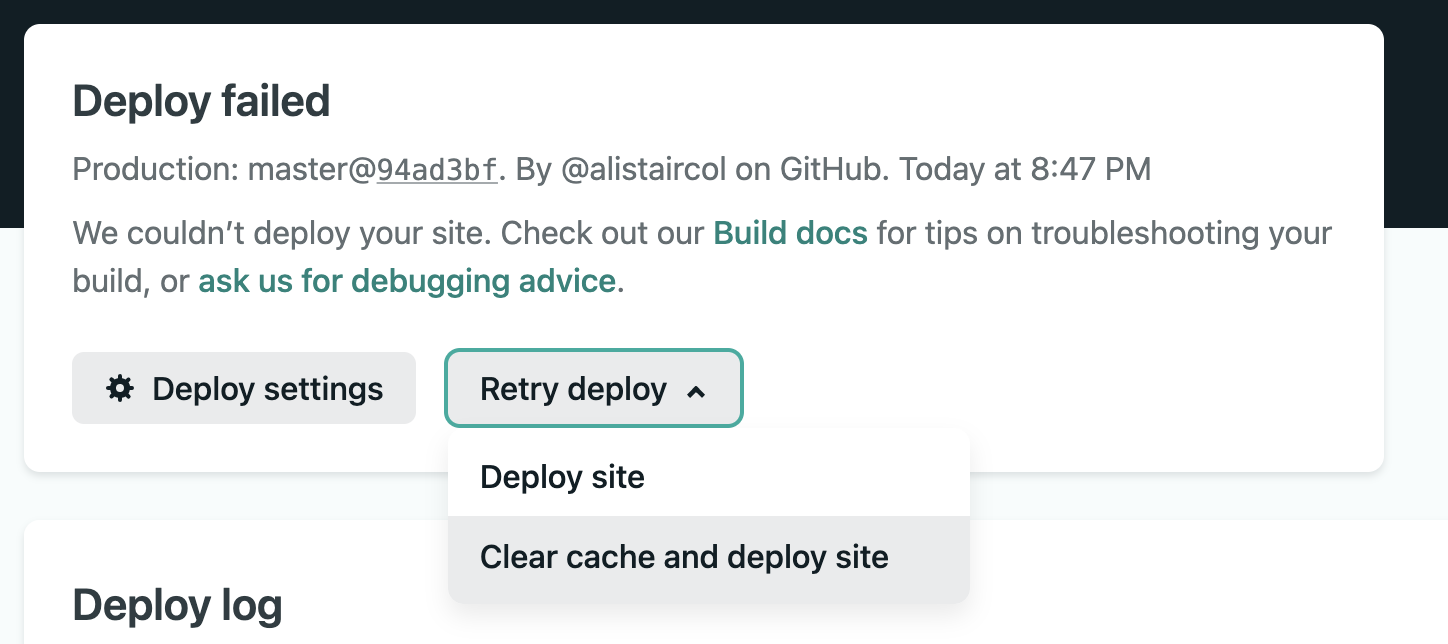 Deploy failed
Production: master@94ad3bf. By @alistaircol on GitHub. Today at 8:47 PM
We couldn’t deploy your site. Check out our Build docs for tips on troubleshooting your
build, or ask us for debugging advice.
Deploy settings
Retry deploy
Deploy site
Clear cache and deploy site
Deploy log